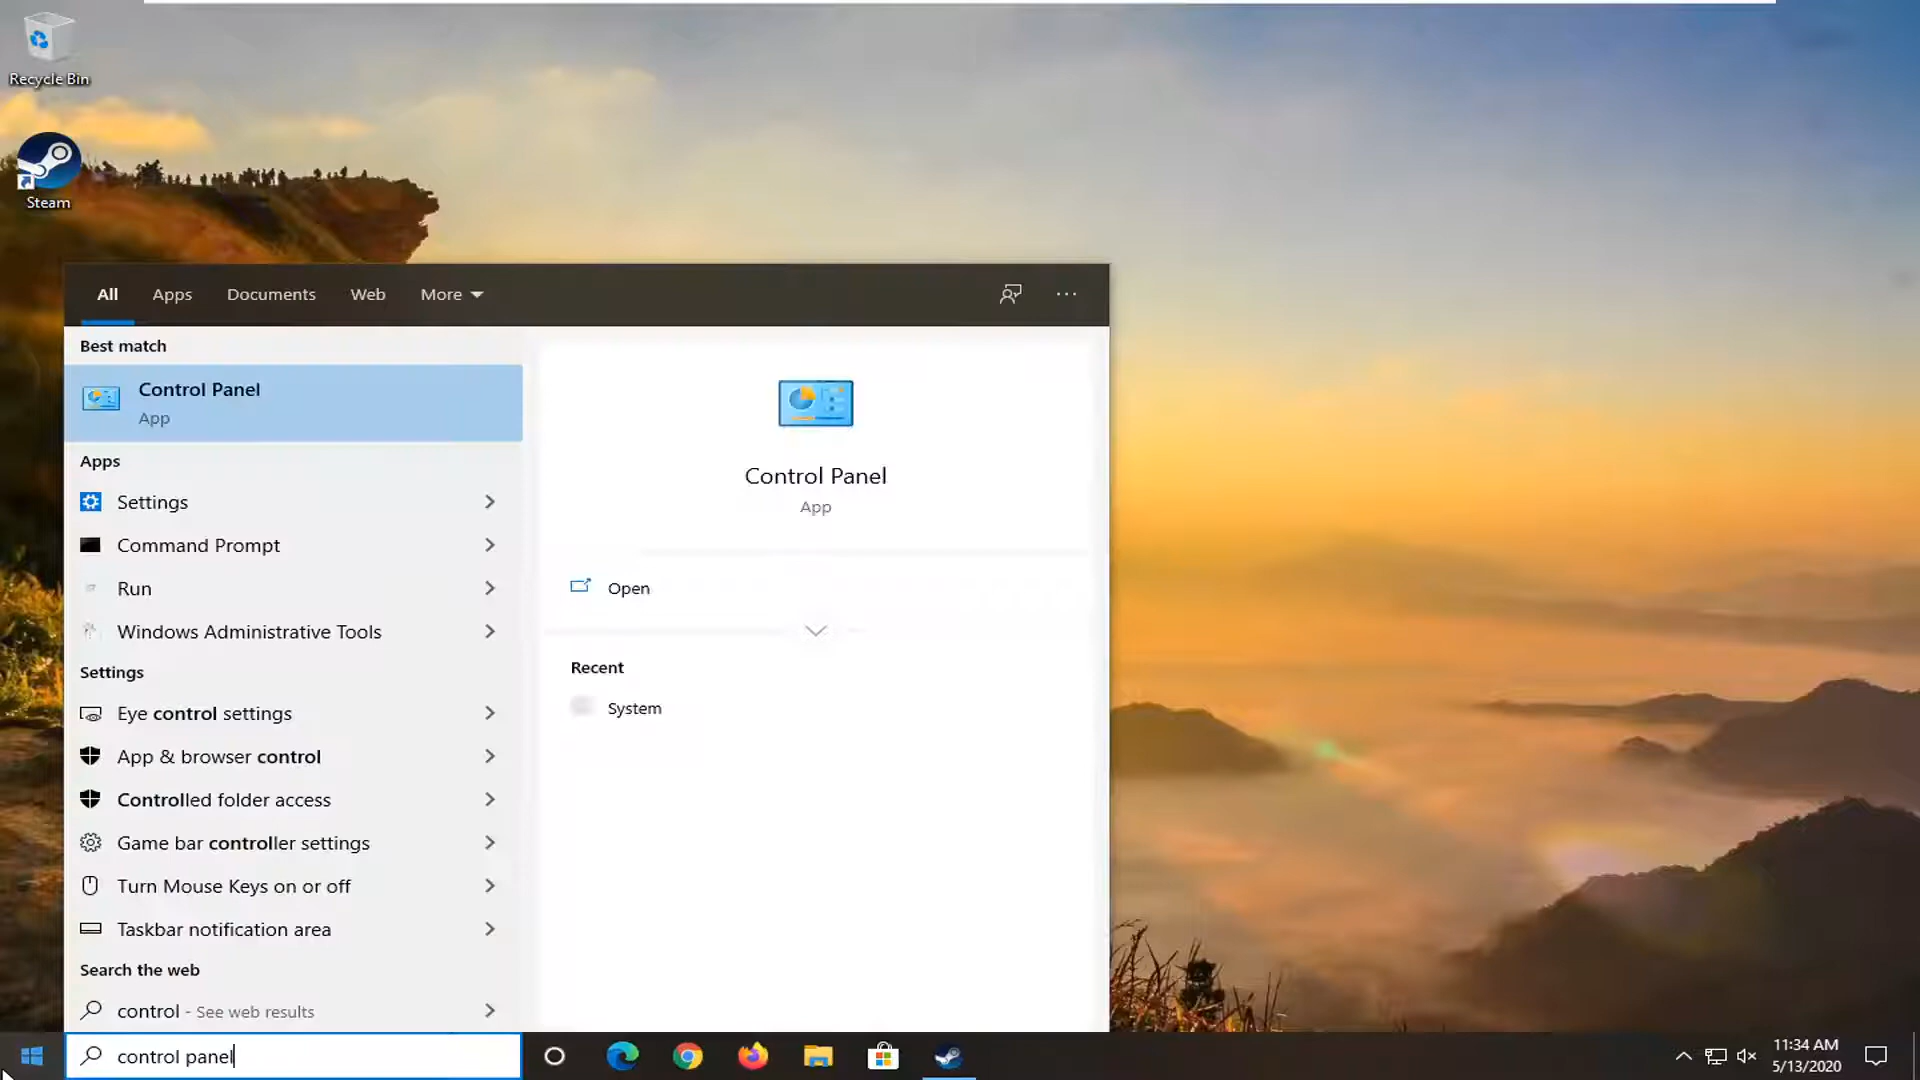 Recycle Bin
Steam
All Apps Documents Web More
Best match
Control Panel
App
Apps
Settings
Command Prompt
Run
Windows Administrative Tools
Settings
Eye control settings
App & browser control
Controlled folder access
Game bar controller settings
Turn Mouse Keys on or off
Taskbar notification area
Search the web
control - See web results
control panel
Control Panel
App
Open
Recent
System
11:34 AM
5/13/2020